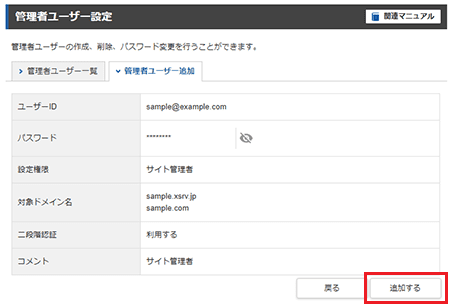 管理者ユーザー設定
関連マニュアル
管理者ユーザーの作成、削除、パスワード変更を行うことができます。
管理者ユーザー一覧
管理者ユーザー追加
ユーザーID
sample@example.com
パスワード
********
設定権限
サイト管理者
対象ドメイン名
sample.xsrv.jp
sample.com
二段階認証
利用する
コメント
サイト管理者
戻る
追加する